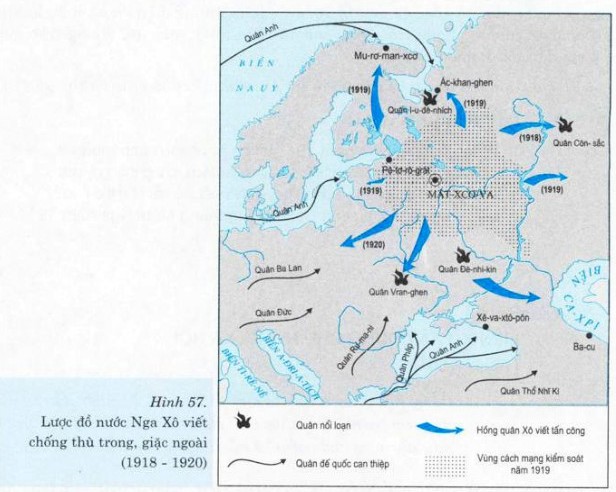 Quân Anh
Mu-rơ-man-xcơ
BIỂN
NA UY
Ác-khan-ghen
(1919)
Quân I-u-đê-nhích
(1919)
(1918)
Quân Côn-sắc
Pê-tơ-rô-grát
(1919)
MÁT-XCƠ-VA
(1919)
Quân Anh
(1920)
Quân Ba Lan
Quân Đê-ni-kin
Quân Vran-ghen
BIỂN
CA-XPI
Quân Đức
Xê-va-xtô-pôn
Quân Ru-ma-ni
Quân Pháp
Quân Anh
Ba-cu
BIỂN A-ĐRI-A-TÍCH
BIỂN TI-RÊNÊ
Quân Thổ Nhĩ Kì
Hình 57.
Lược đồ nước Nga Xô viết
chống thù trong, giặc ngoài
(1918 - 1920)
Quân nổi loạn
Hồng quân Xô viết tấn công
Quân đế quốc can thiệp
Vùng cách mạng kiểm soát
năm 1919